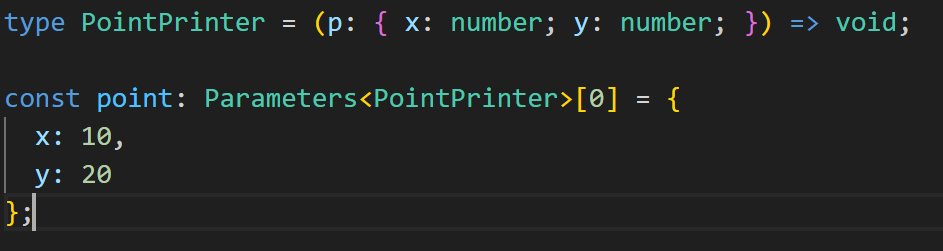 type PointPrinter = (p: { x: number; y: number; }) => void;
const point: Parameters<PointPrinter>[0] = {
  x: 10,
  y: 20
};